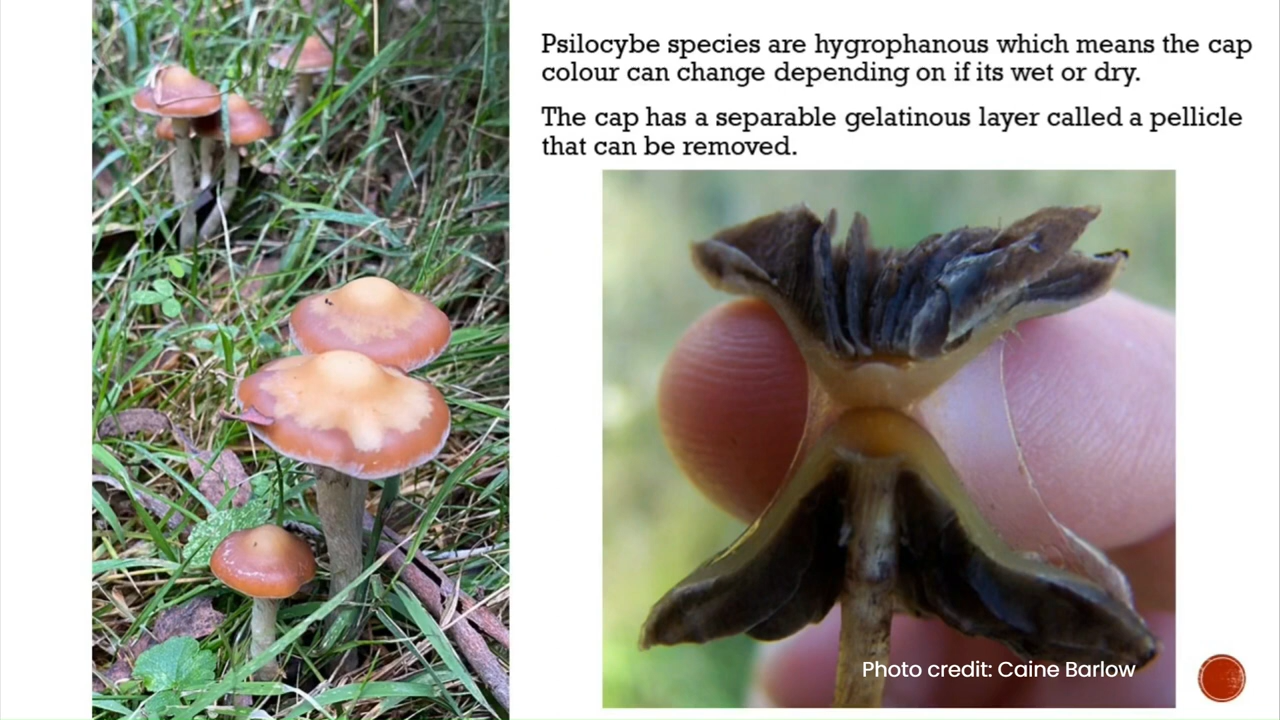 Psilocybe species are hygrophanous which means the cap
colour can change depending on if its wet or dry.
The cap has a separable gelatinous layer called a pellicle
that can be removed.
Photo credit: Caine Barlow